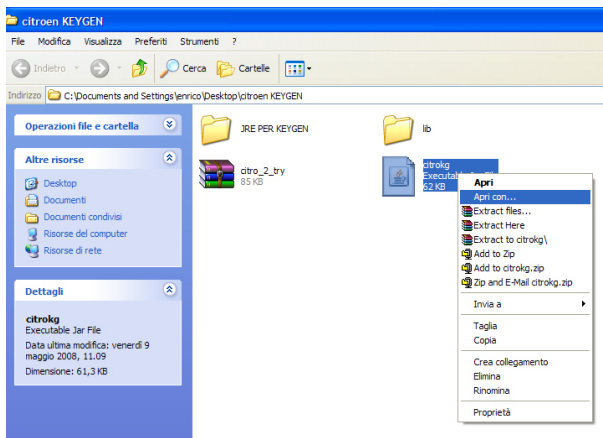 citroen KEYGEN
File Modifica Visualizza Preferiti Strumenti ?
Indietro Cerca Cartelle
Indirizzo C:\Documents and Settings\enrico\Desktop\citroen KEYGEN
Operazioni file e cartella
Altre risorse
Desktop
Documenti
Documenti condivisi
Risorse del computer
Risorse di rete
Dettagli
citrokg
Executable Jar File
Data ultima modifica: venerdì 9
maggio 2008, 11.09
Dimensione: 61,3 KB
JRE PER KEYGEN
lib
citro_2_try
85 KB
citrokg
Executable
62 KB
Apri
Apri con...
Extract files...
Extract Here
Extract to citrokg\
Add to Zip
Add to citrokg.zip
Zip and E-Mail citrokg.zip
Invia a
Taglia
Copia
Crea collegamento
Elimina
Rinomina
Proprietà